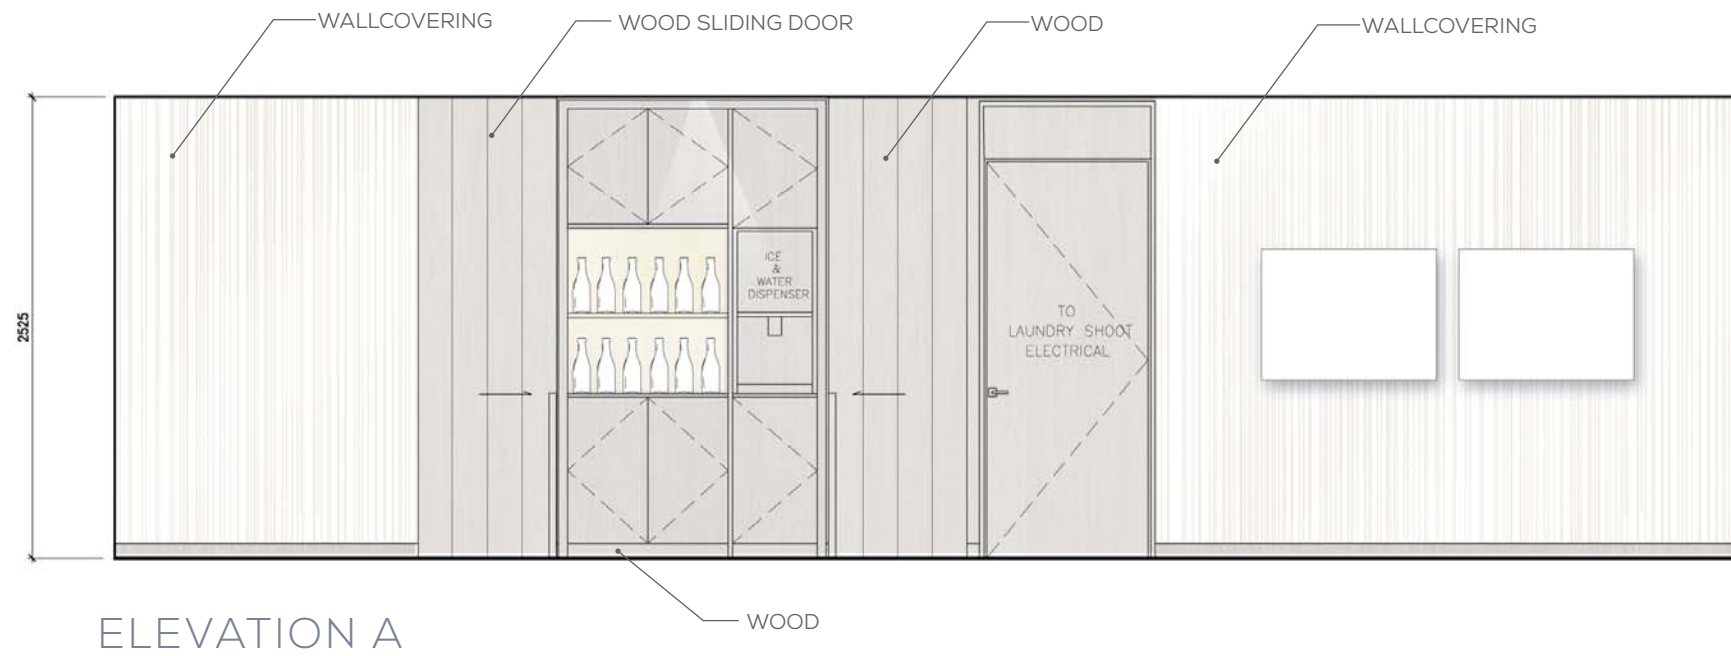 WALLCOVERING
WOOD SLIDING DOOR
WOOD
WALLCOVERING
2525
ICE
&
WATER
DISPENSER
TO
LAUNDRY SHOOT
ELECTRICAL
WOOD
ELEVATION A